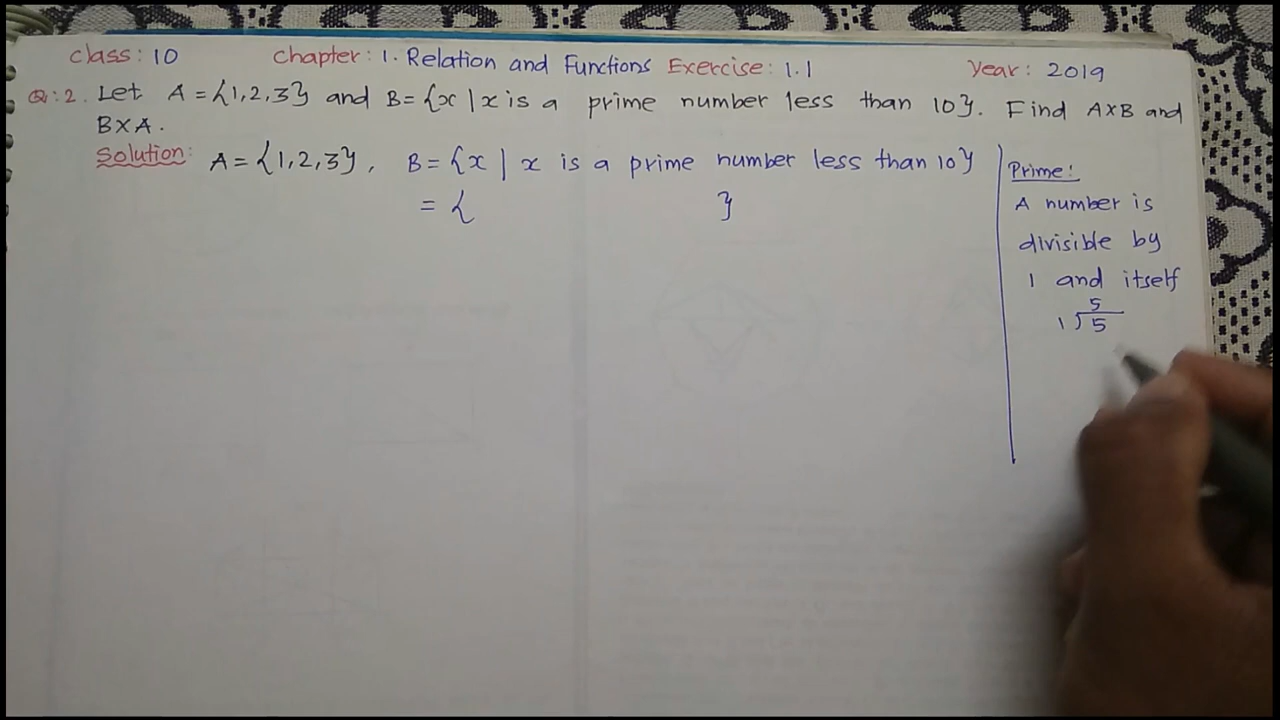 Class: 10 Chapter: 1. Relation and Functions Exercise: 1.1 Year: 2019
Q:2. Let A = {1,2,3} and B = {x | x is a prime number less than 10}. Find A×B and
B×A.
Solution: A = {1,2,3}, B = {x | x is a prime number less than 10}
= { }
Prime:
A number is
divisible by
1 and itself
5
1) 5